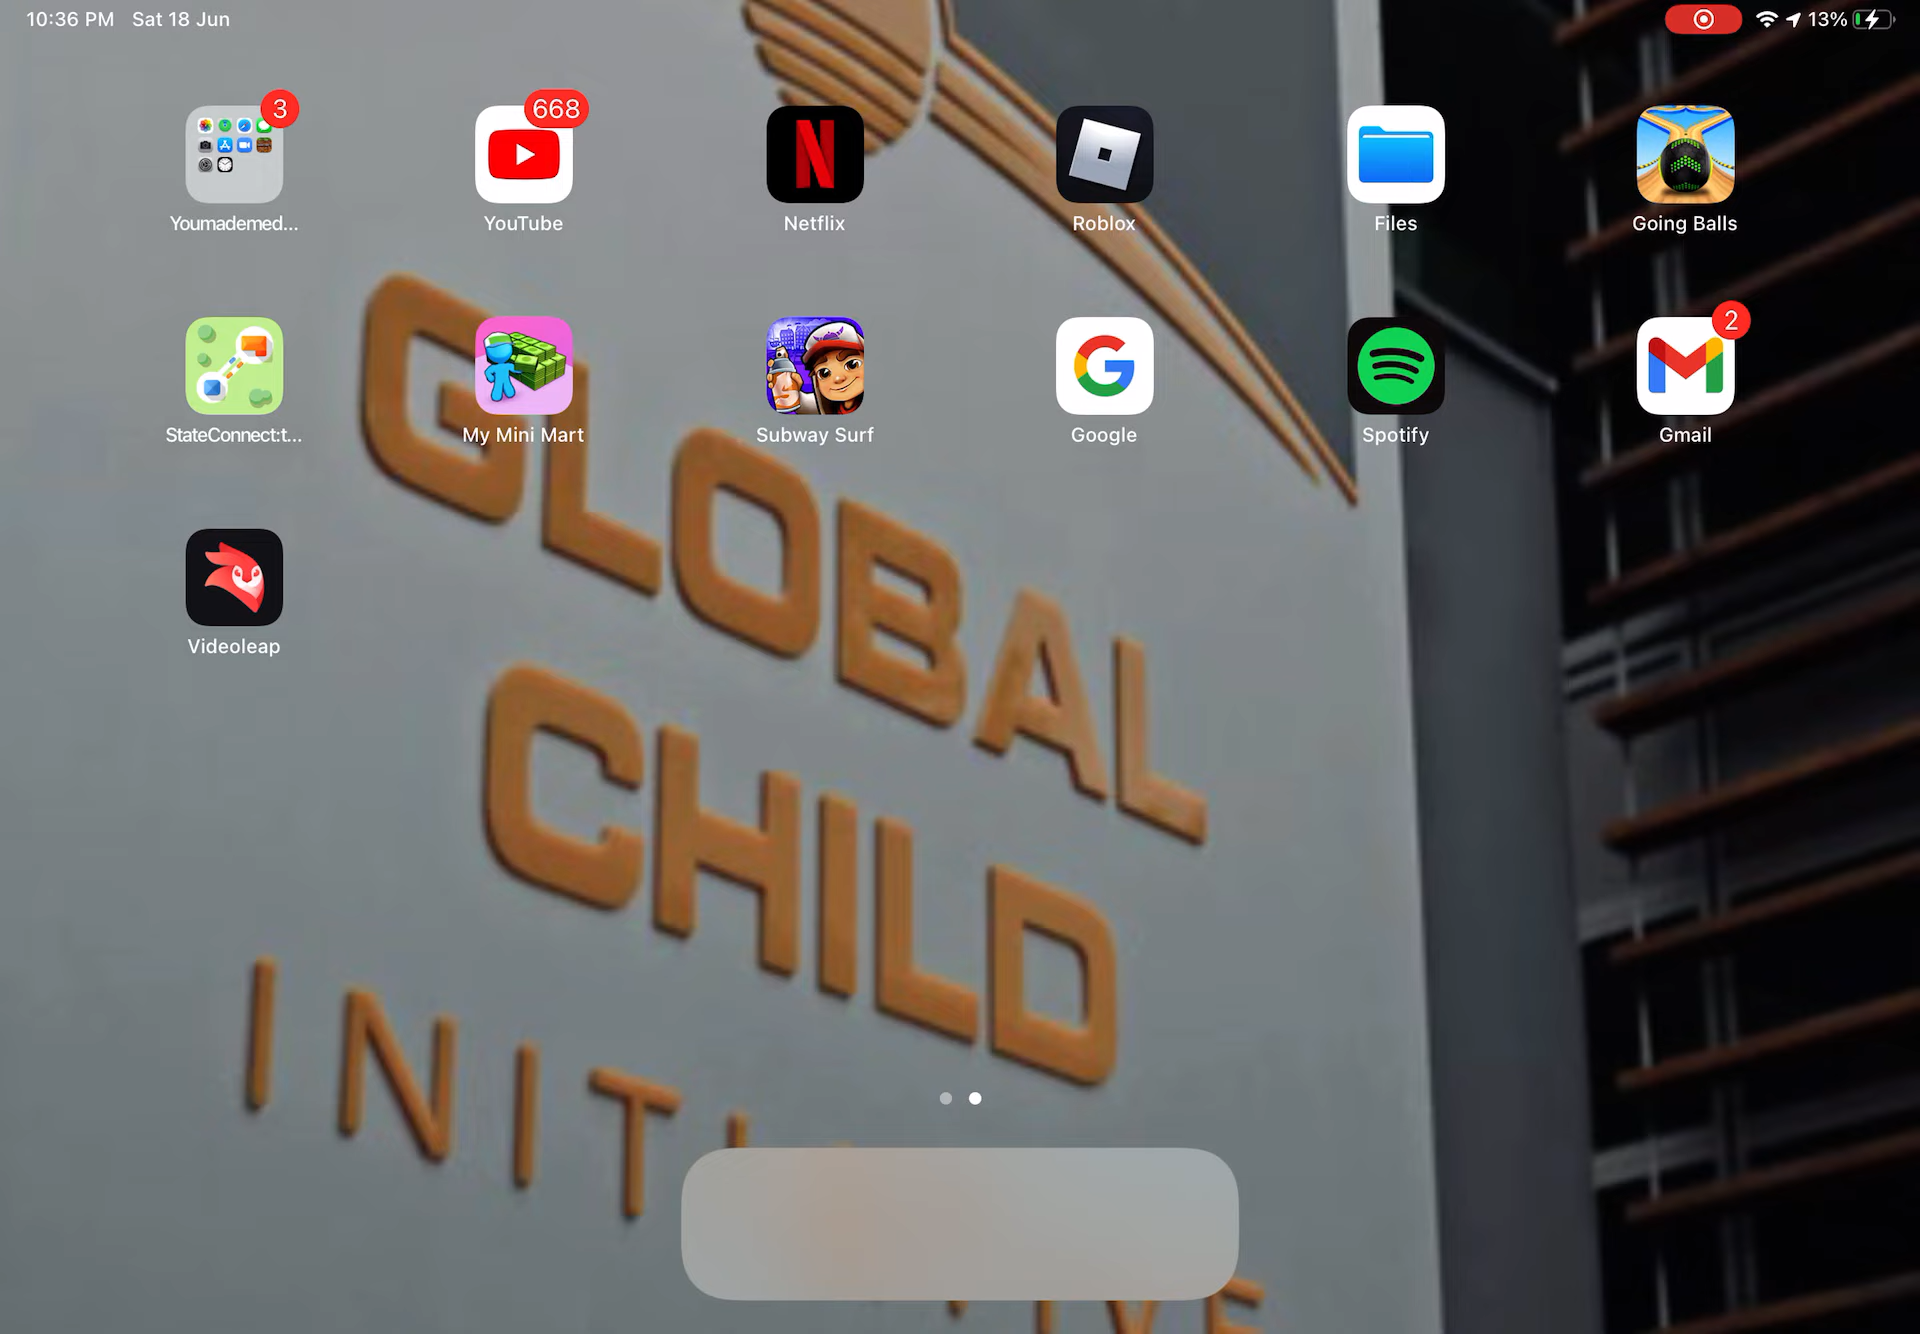 10:36 PM Sat 18 Jun
13%
3
668
Youmademed...
YouTube
Netflix
Roblox
Files
Going Balls
2
StateConnect:t...
My Mini Mart
Subway Surf
Google
Spotify
Gmail
Videoleap
GLOBAL
CHILD